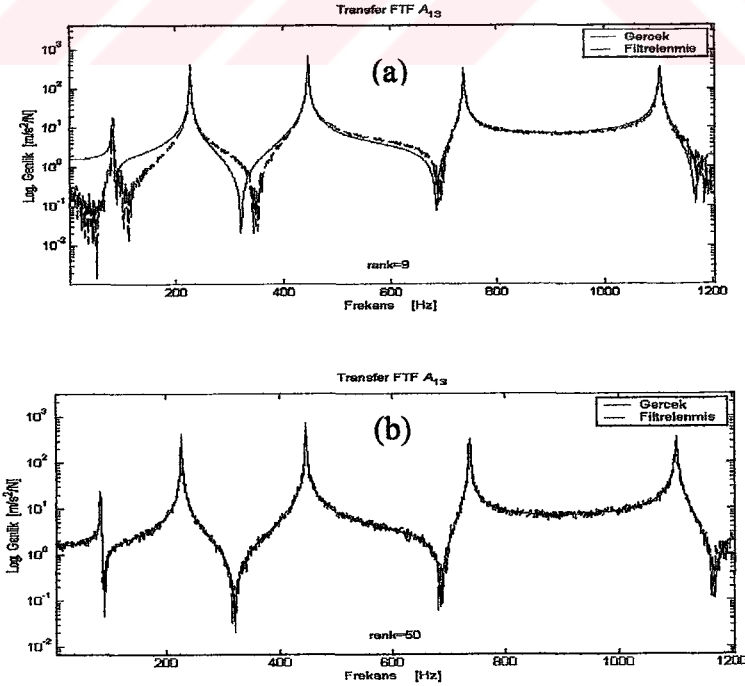 Transfer FTF A13
Log. Genlik [m/s²/N]
10³
10²
10¹
10⁰
10⁻¹
10⁻²
(a)
Gercek
Filtrelenmis
rank=9
200
400
600
800
1000
1200
Frekans [Hz]
Transfer FTF A13
Log. Genlik [m/s²/N]
10³
10²
10¹
10⁰
10⁻¹
10⁻²
(b)
Gercek
Filtrelenmis
rank=50
200
400
600
800
1000
1200
Frekans [Hz]